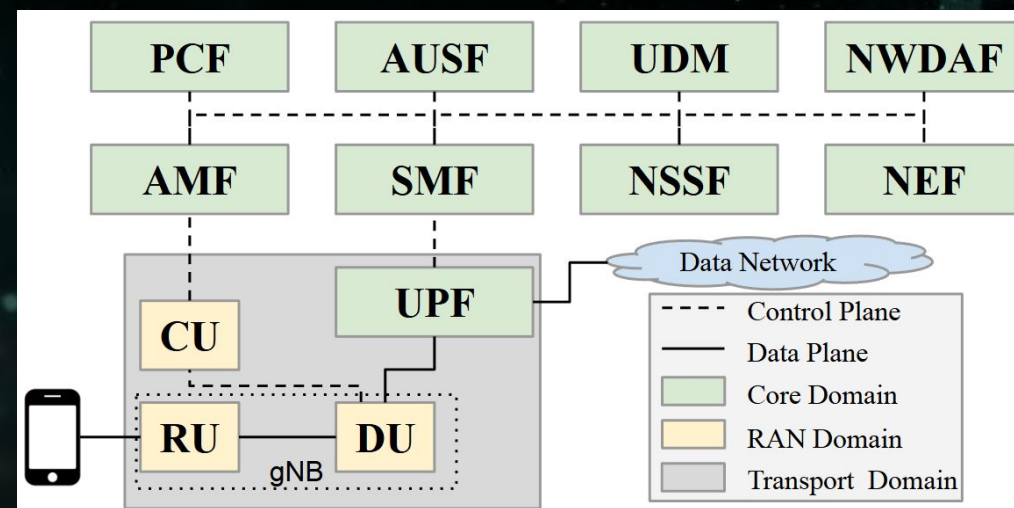 PCF AUSF UDM NWDAF
AMF SMF NSSF NEF
Data Network
UPF
CU
RU DU
gNB
Control Plane
Data Plane
Core Domain
RAN Domain
Transport Domain